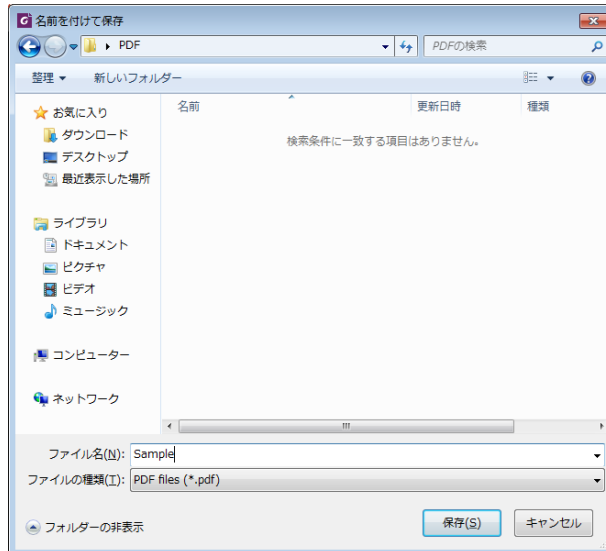 名前を付けて保存
PDF
PDFの検索
整理 新しいフォルダー
名前 更新日時 種類
検索条件に一致する項目はありません。
お気に入り
ダウンロード
デスクトップ
最近表示した場所
ライブラリ
ドキュメント
ピクチャ
ビデオ
ミュージック
コンピューター
ネットワーク
ファイル名(N): Sample
ファイルの種類(T): PDF files (*.pdf)
フォルダーの非表示 保存(S) キャンセル